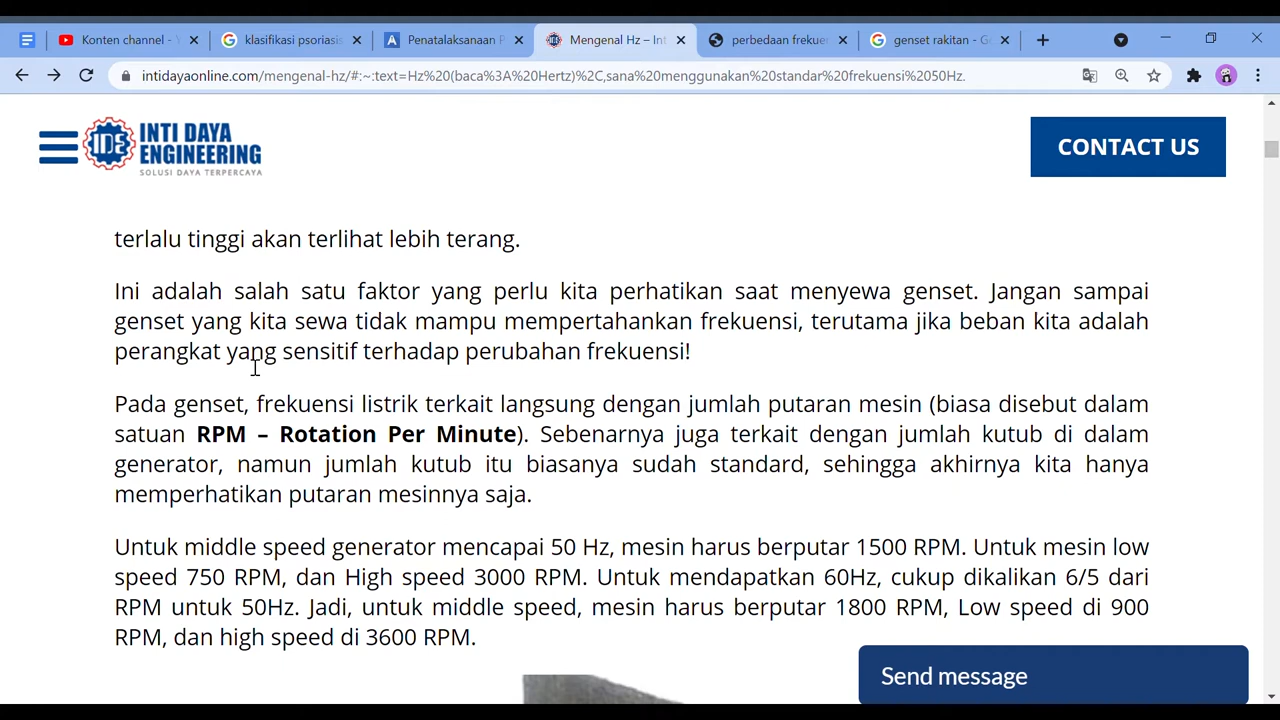 Konten channel - Y
klasifikasi psoriasis
Penatalaksanaan P
Mengenal Hz – Int
perbedaan frekuen
genset rakitan - G
intidayaonline.com/mengenal-hz/#:~:text=Hz%20(baca%3A%20Hertz)%2C,sana%20menggunakan%20standar%20frekuensi%2050Hz.
IDE
INTI DAYA
ENGINEERING
SOLUSI DAYA TERPERCAYA
CONTACT US
terlalu tinggi akan terlihat lebih terang.
Ini adalah salah satu faktor yang perlu kita perhatikan saat menyewa genset. Jangan sampai
genset yang kita sewa tidak mampu mempertahankan frekuensi, terutama jika beban kita adalah
perangkat yang sensitif terhadap perubahan frekuensi!
Pada genset, frekuensi listrik terkait langsung dengan jumlah putaran mesin (biasa disebut dalam
satuan RPM – Rotation Per Minute). Sebenarnya juga terkait dengan jumlah kutub di dalam
generator, namun jumlah kutub itu biasanya sudah standard, sehingga akhirnya kita hanya
memperhatikan putaran mesinnya saja.
Untuk middle speed generator mencapai 50 Hz, mesin harus berputar 1500 RPM. Untuk mesin low
speed 750 RPM, dan High speed 3000 RPM. Untuk mendapatkan 60Hz, cukup dikalikan 6/5 dari
RPM untuk 50Hz. Jadi, untuk middle speed, mesin harus berputar 1800 RPM, Low speed di 900
RPM, dan high speed di 3600 RPM.
Send message